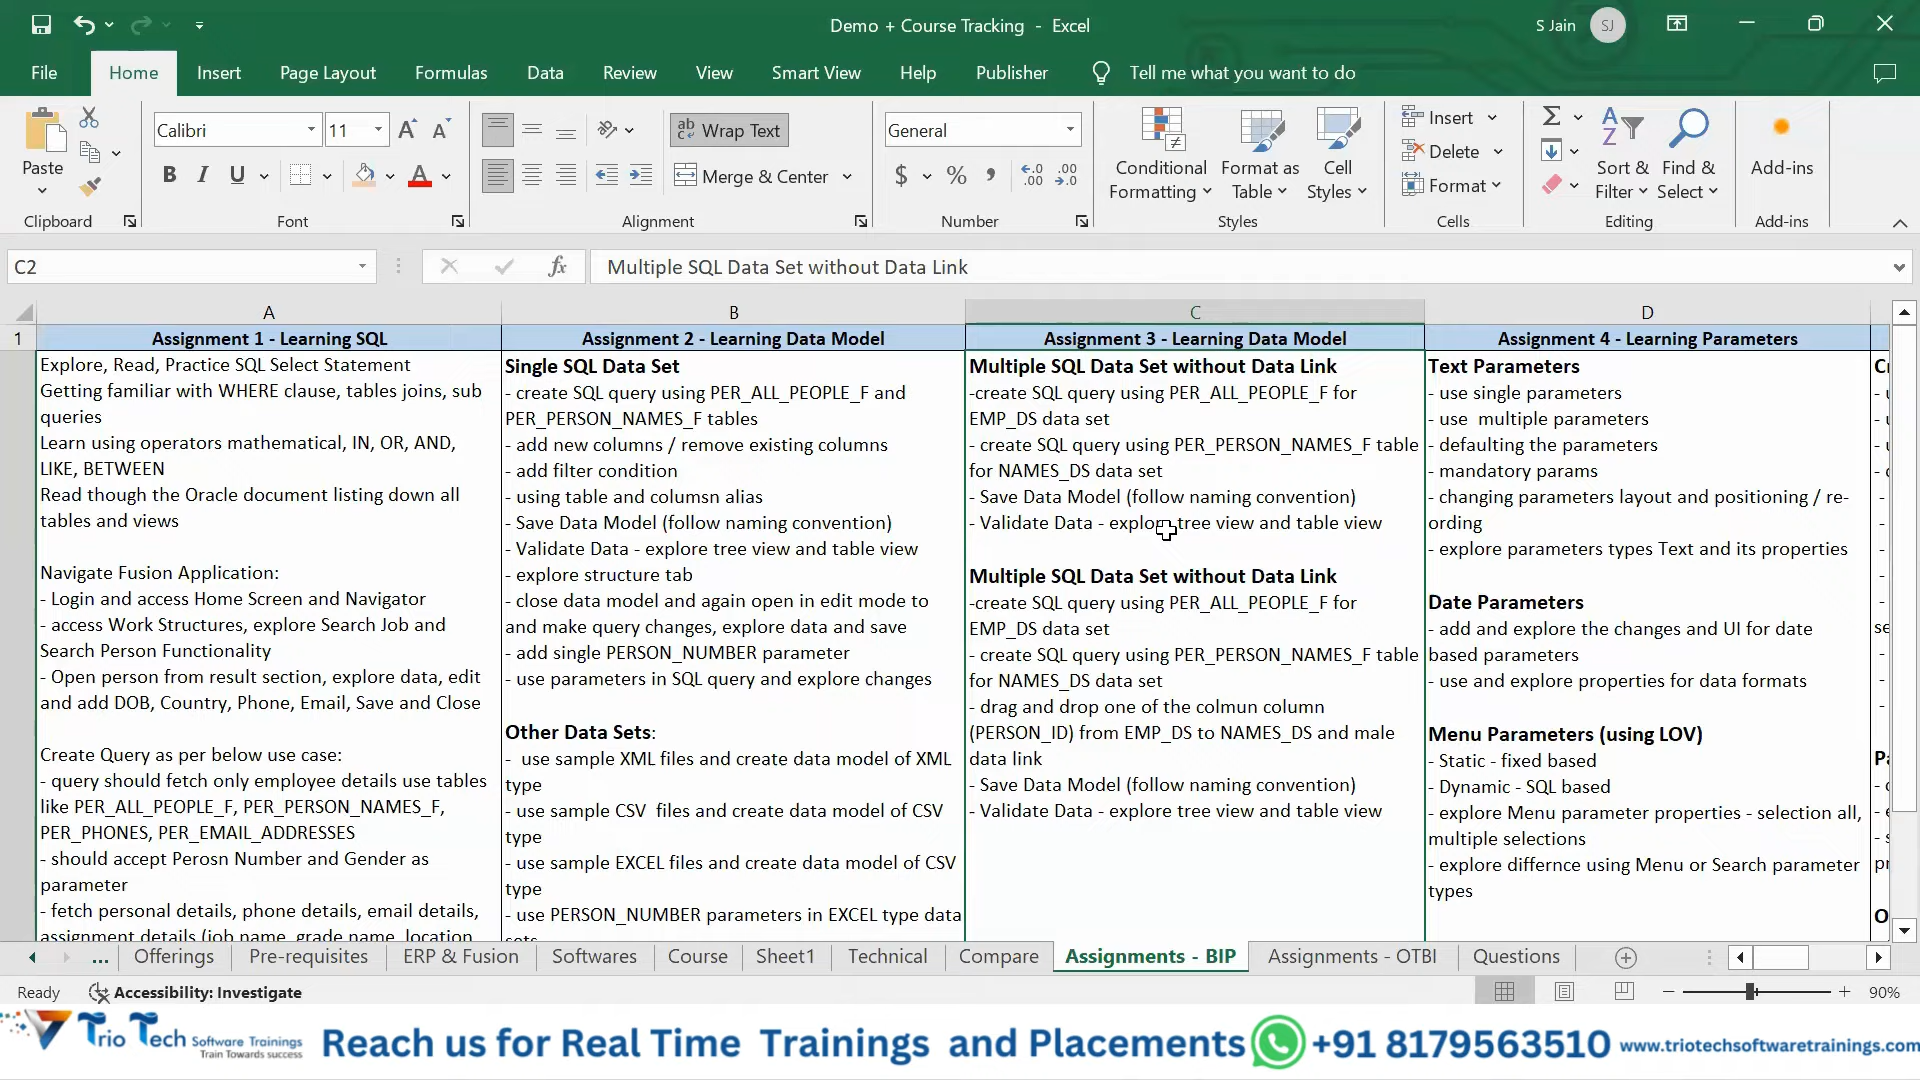 Demo + Course Tracking - Excel
S Jain
SJ
File
Home
Insert
Page Layout
Formulas
Data
Review
View
Smart View
Help
Publisher
Tell me what you want to do
Paste
Clipboard
Calibri
11
B I U
Font
Wrap Text
Merge & Center
Alignment
General
$ % ,
Number
Conditional Formatting
Format as Table
Cell Styles
Styles
Insert
Delete
Format
Cells
Sort & Filter
Find & Select
Editing
Add-ins
Add-ins
C2
fx
Multiple SQL Data Set without Data Link
A
B
C
D
1
Assignment 1 - Learning SQL
Assignment 2 - Learning Data Model
Assignment 3 - Learning Data Model
Assignment 4 - Learning Parameters
Explore, Read, Practice SQL Select Statement
Getting familiar with WHERE clause, tables joins, sub
queries
Learn using operators mathematical, IN, OR, AND,
LIKE, BETWEEN
Read though the Oracle document listing down all
tables and views
Navigate Fusion Application:
- Login and access Home Screen and Navigator
- access Work Structures, explore Search Job and
Search Person Functionality
- Open person from result section, explore data, edit
and add DOB, Country, Phone, Email, Save and Close
Create Query as per below use case:
- query should fetch only employee details use tables
like PER_ALL_PEOPLE_F, PER_PERSON_NAMES_F,
PER_PHONES, PER_EMAIL_ADDRESSES
- should accept Perosn Number and Gender as
parameter
- fetch personal details, phone details, email details,
assignment details (job name, grade name, location
Single SQL Data Set
- create SQL query using PER_ALL_PEOPLE_F and
PER_PERSON_NAMES_F tables
- add new columns / remove existing columns
- add filter condition
- using table and columsn alias
- Save Data Model (follow naming convention)
- Validate Data - explore tree view and table view
- explore structure tab
- close data model and again open in edit mode to
and make query changes, explore data and save
- add single PERSON_NUMBER parameter
- use parameters in SQL query and explore changes
Other Data Sets:
- use sample XML files and create data model of XML
type
- use sample CSV files and create data model of CSV
type
- use sample EXCEL files and create data model of CSV
type
- use PERSON_NUMBER parameters in EXCEL type data
sets
Multiple SQL Data Set without Data Link
-create SQL query using PER_ALL_PEOPLE_F for
EMP_DS data set
- create SQL query using PER_PERSON_NAMES_F table
for NAMES_DS data set
- Save Data Model (follow naming convention)
- Validate Data - explore tree view and table view
Multiple SQL Data Set without Data Link
-create SQL query using PER_ALL_PEOPLE_F for
EMP_DS data set
- create SQL query using PER_PERSON_NAMES_F table
for NAMES_DS data set
- drag and drop one of the colmun column
(PERSON_ID) from EMP_DS to NAMES_DS and male
data link
- Save Data Model (follow naming convention)
- Validate Data - explore tree view and table view
Text Parameters
- use single parameters
- use multiple parameters
- defaulting the parameters
- mandatory params
- changing parameters layout and positioning / re-
ording
- explore parameters types Text and its properties
Date Parameters
- add and explore the changes and UI for date
based parameters
- use and explore properties for data formats
Menu Parameters (using LOV)
- Static - fixed based
- Dynamic - SQL based
- explore Menu parameter properties - selection all,
multiple selections
- explore differnce using Menu or Search parameter
types
...
Offerings
Pre-requisites
ERP & Fusion
Softwares
Course
Sheet1
Technical
Compare
Assignments - BIP
Assignments - OTBI
Questions
Ready
Accessibility: Investigate
90%
Trio Tech Software Trainings
Train Towards success
Reach us for Real Time Trainings and Placements
+91 8179563510
www.triotechsoftwaretrainings.com